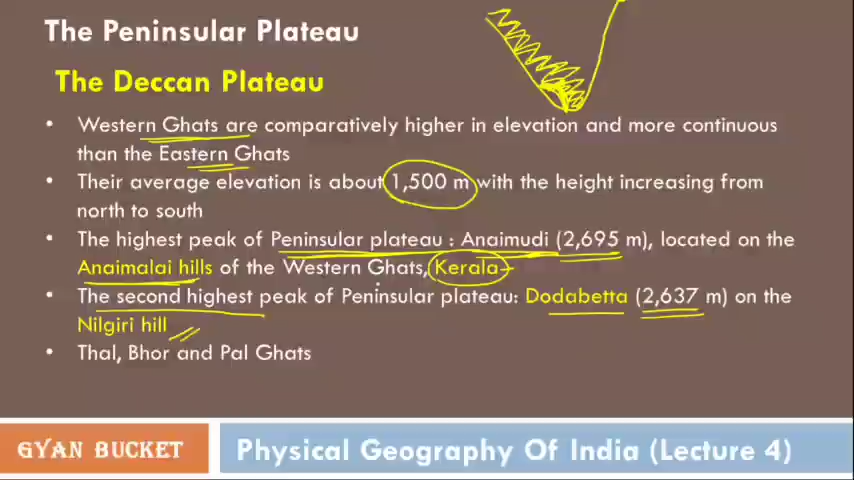 The Peninsular Plateau
The Deccan Plateau
• Western Ghats are comparatively higher in elevation and more continuous
than the Eastern Ghats
• Their average elevation is about 1,500 m with the height increasing from
north to south
• The highest peak of Peninsular plateau : Anaimudi (2,695 m), located on the
Anaimalai hills of the Western Ghats, Kerala
• The second highest peak of Peninsular plateau: Dodabetta (2,637 m) on the
Nilgiri hill
• Thal, Bhor and Pal Ghats
GYAN BUCKET
Physical Geography Of India (Lecture 4)